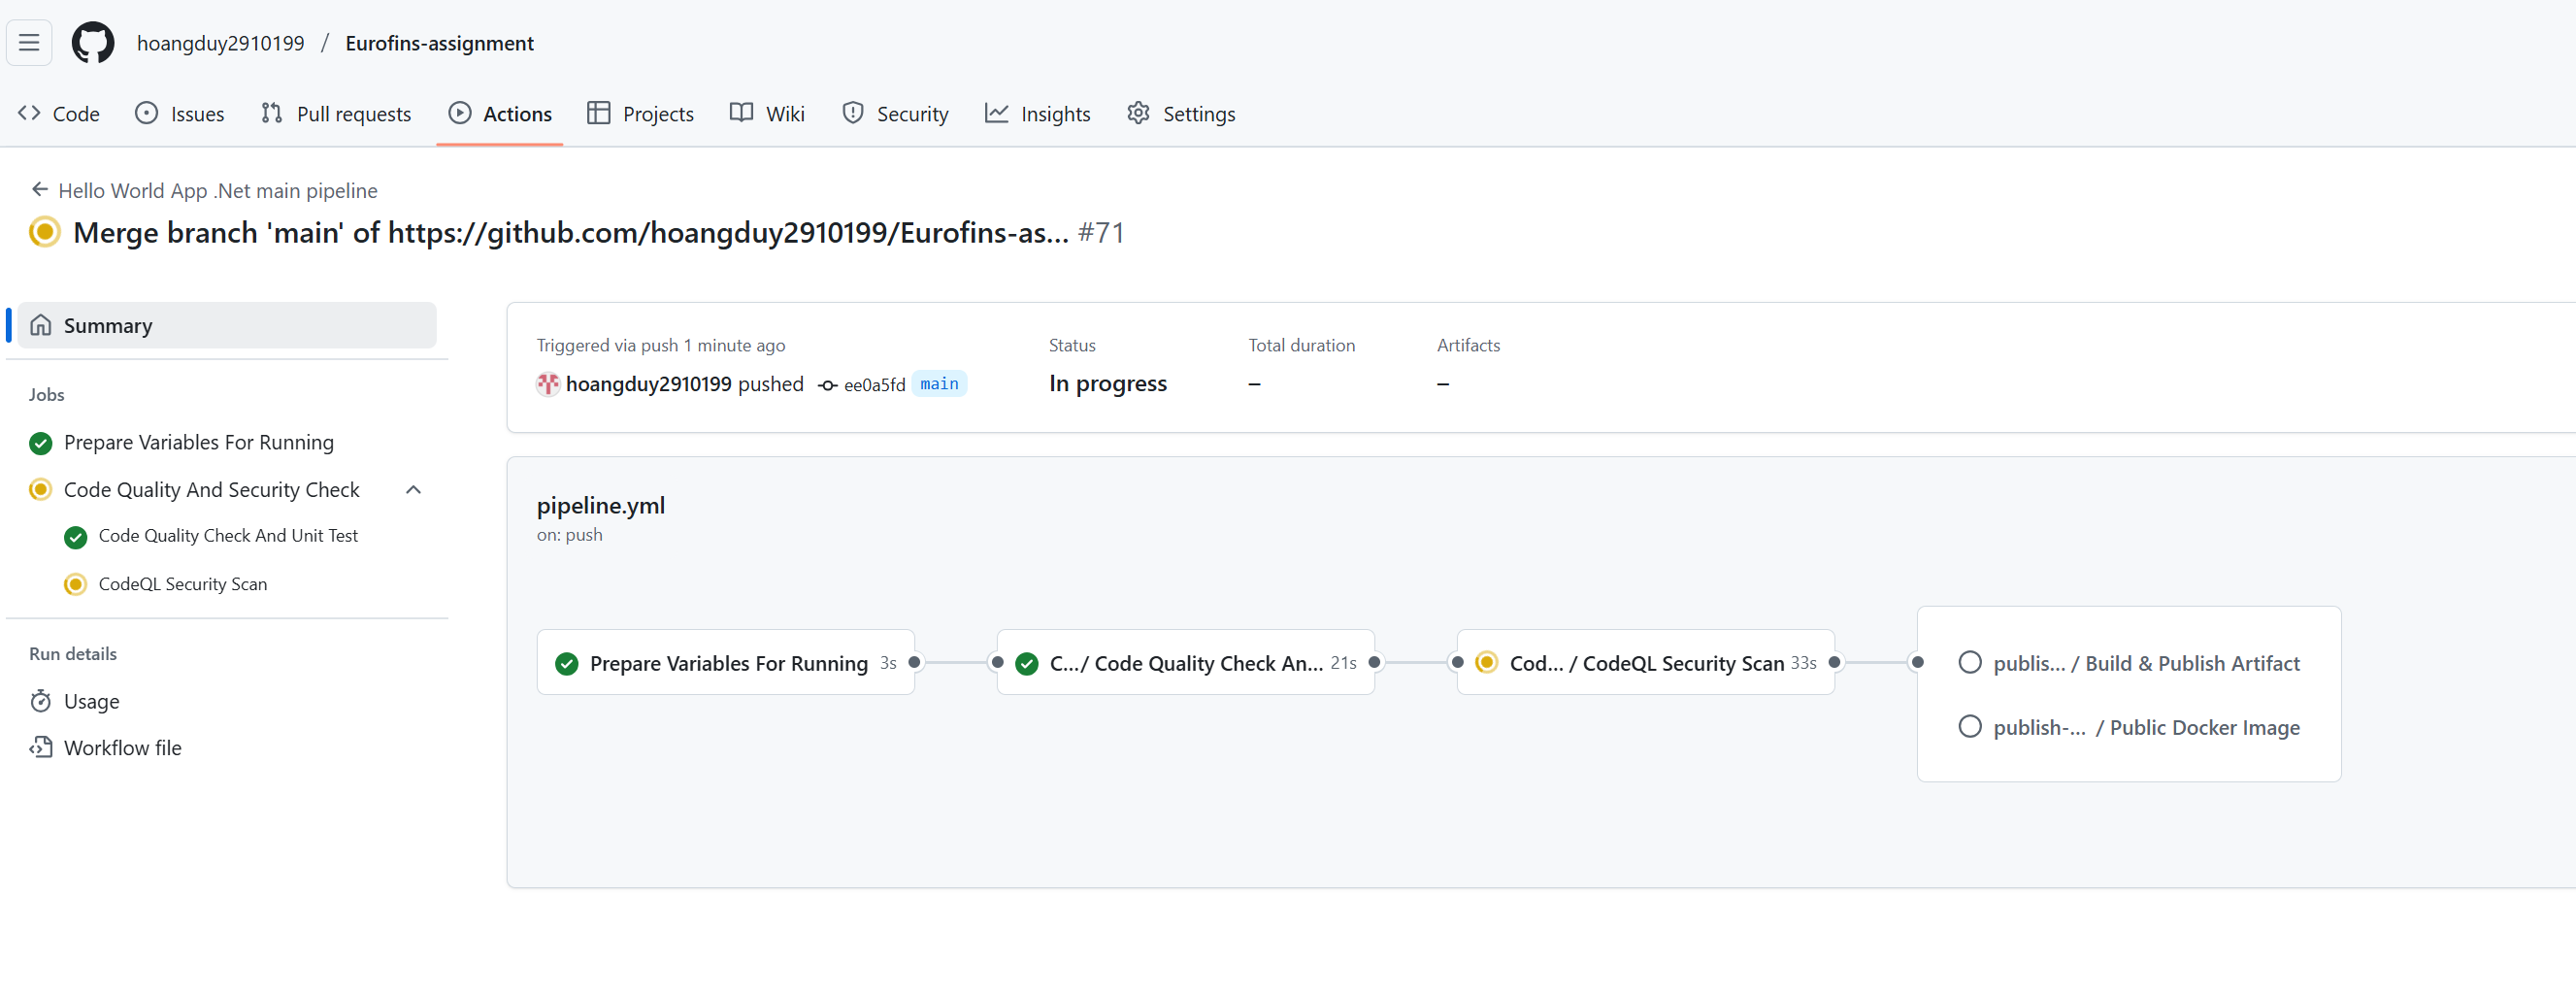 hoangduy2910199 / Eurofins-assignment
Code Issues Pull requests Actions Projects Wiki Security Insights Settings
Hello World App .Net main pipeline
Merge branch 'main' of https://github.com/hoangduy2910199/Eurofins-as... #71
Summary
Jobs
Prepare Variables For Running
Code Quality And Security Check
Code Quality Check And Unit Test
CodeQL Security Scan
Run details
Usage
Workflow file
Triggered via push 1 minute ago
hoangduy2910199 pushed ee0a5fd main
Status
In progress
Total duration
–
Artifacts
–
pipeline.yml
on: push
Prepare Variables For Running 3s
C.../ Code Quality Check An... 21s
Cod... / CodeQL Security Scan 33s
publis... / Build & Publish Artifact
publish-... / Public Docker Image